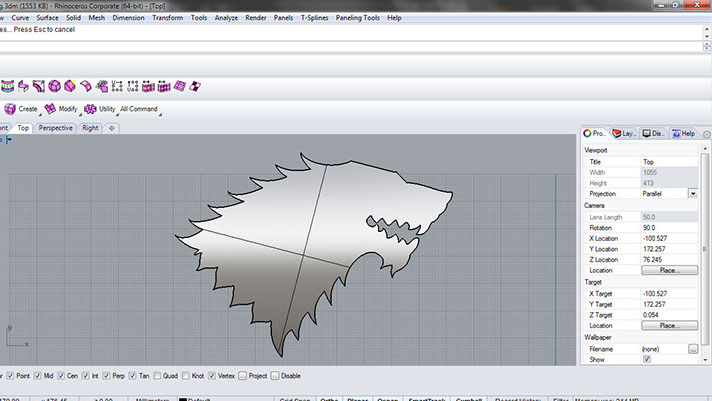 g.3dm (1553 KB) - Rhinoceros Corporate (64-bit) - [Top]
w Curve Surface Solid Mesh Dimension Transform Tools Analyze Render Panels T-Splines Paneling Tools Help
es... Press Esc to cancel
Create Modify Utility All Command
ont Top Perspective Right
Pro... Lay... Dis... Help
Viewport
Title Top
Width 1055
Height 413
Projection Parallel
Camera
Lens Length 50.0
Rotation 90.0
X Location -100.527
Y Location 172.257
Z Location 76.245
Location Place...
Target
X Target -100.527
Y Target 172.257
Z Target 0.054
Location Place...
Wallpaper
Filename (none) ...
Show
y
x
r Point Mid Cen Int Perp Tan Quad Knot Vertex Project Disable
Millimeters Default Grid Snap Ortho Planar Osnap SmartTrack Gumball Record History Filter